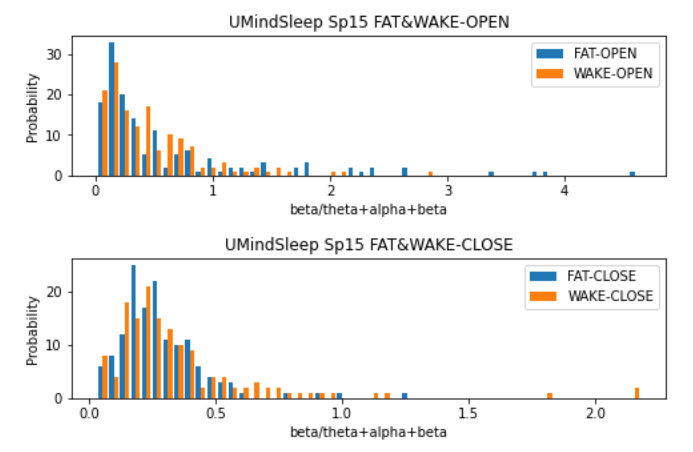 UMindSleep Sp15 FAT&WAKE-OPEN
FAT-OPEN
WAKE-OPEN
Probability
30
20
10
0
0 1 2 3 4
beta/theta+alpha+beta
UMindSleep Sp15 FAT&WAKE-CLOSE
FAT-CLOSE
WAKE-CLOSE
Probability
20
10
0
0.0 0.5 1.0 1.5 2.0
beta/theta+alpha+beta